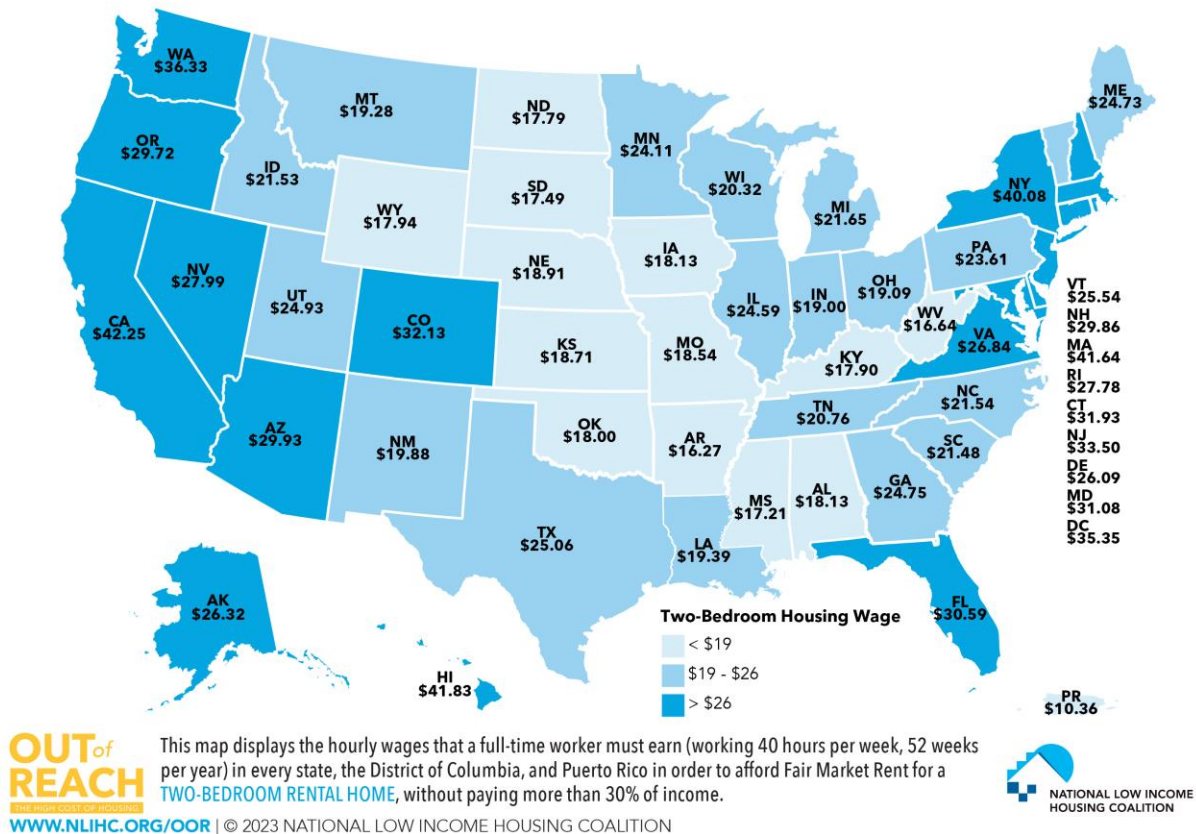 WA
$36.33
OR
$29.72
CA
$42.25
NV
$27.99
ID
$21.53
MT
$19.28
WY
$17.94
UT
$24.93
AZ
$29.93
CO
$32.13
NM
$19.88
ND
$17.79
SD
$17.49
NE
$18.91
KS
$18.71
OK
$18.00
TX
$25.06
MN
$24.11
IA
$18.13
MO
$18.54
AR
$16.27
LA
$19.39
WI
$20.32
IL
$24.59
MI
$21.65
IN
$19.00
OH
$19.09
KY
$17.90
TN
$20.76
MS
$17.21
AL
$18.13
GA
$24.75
FL
$30.59
SC
$21.48
NC
$21.54
VA
$26.84
WV
$16.64
PA
$23.61
NY
$40.08
ME
$24.73
VT
$25.54
NH
$29.86
MA
$41.64
RI
$27.78
CT
$31.93
NJ
$33.50
DE
$26.09
MD
$31.08
DC
$35.35
AK
$26.32
HI
$41.83
PR
$10.36
Two-Bedroom Housing Wage
< $19
$19 - $26
> $26
OUT of
REACH
THE HIGH COST OF HOUSING
This map displays the hourly wages that a full-time worker must earn (working 40 hours per week, 52 weeks
per year) in every state, the District of Columbia, and Puerto Rico in order to afford Fair Market Rent for a
TWO-BEDROOM RENTAL HOME, without paying more than 30% of income.
WWW.NLIHC.ORG/OOR | © 2023 NATIONAL LOW INCOME HOUSING COALITION
NATIONAL LOW INCOME
HOUSING COALITION